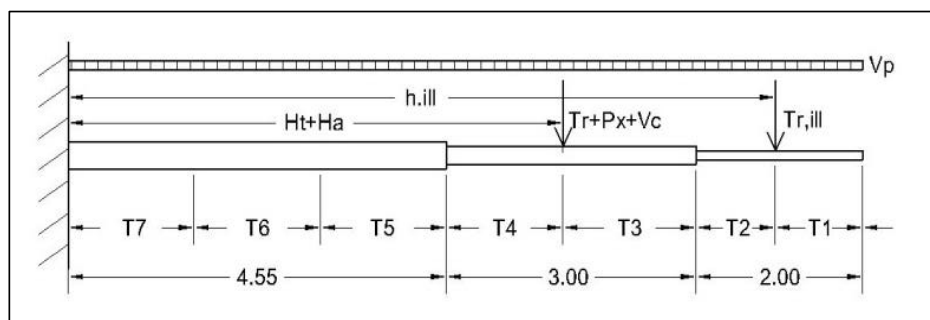 Vp
h.ill
Ht+Ha
Tr+Px+Vc
Tr,ill
T7 T6 T5 T4 T3 T2 T1
4.55 3.00 2.00